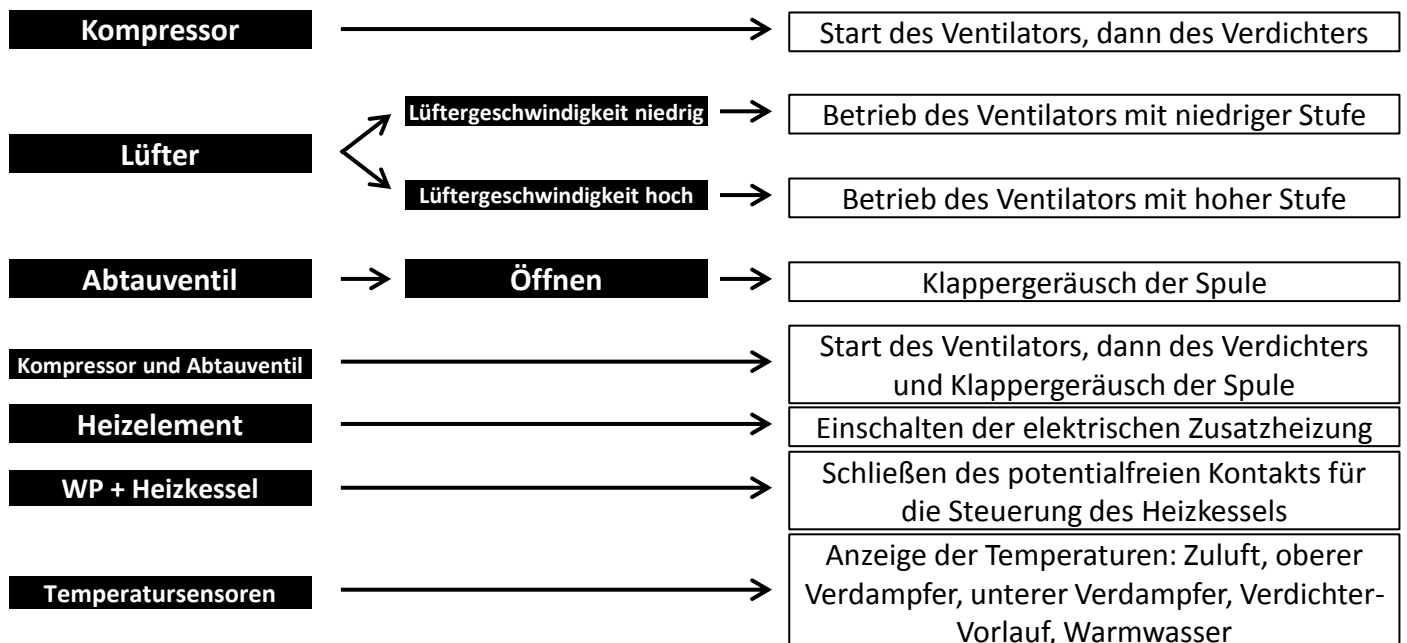 Kompressor
Start des Ventilators, dann des Verdichters
Lüfter
Lüftergeschwindigkeit niedrig
Betrieb des Ventilators mit niedriger Stufe
Lüftergeschwindigkeit hoch
Betrieb des Ventilators mit hoher Stufe
Abtauventil
Öffnen
Klappergeräusch der Spule
Kompressor und Abtauventil
Start des Ventilators, dann des Verdichters
und Klappergeräusch der Spule
Heizelement
Einschalten der elektrischen Zusatzheizung
WP + Heizkessel
Schließen des potentialfreien Kontakts für
die Steuerung des Heizkessels
Temperatursensoren
Anzeige der Temperaturen: Zuluft, oberer
Verdampfer, unterer Verdampfer, Verdichter-
Vorlauf, Warmwasser